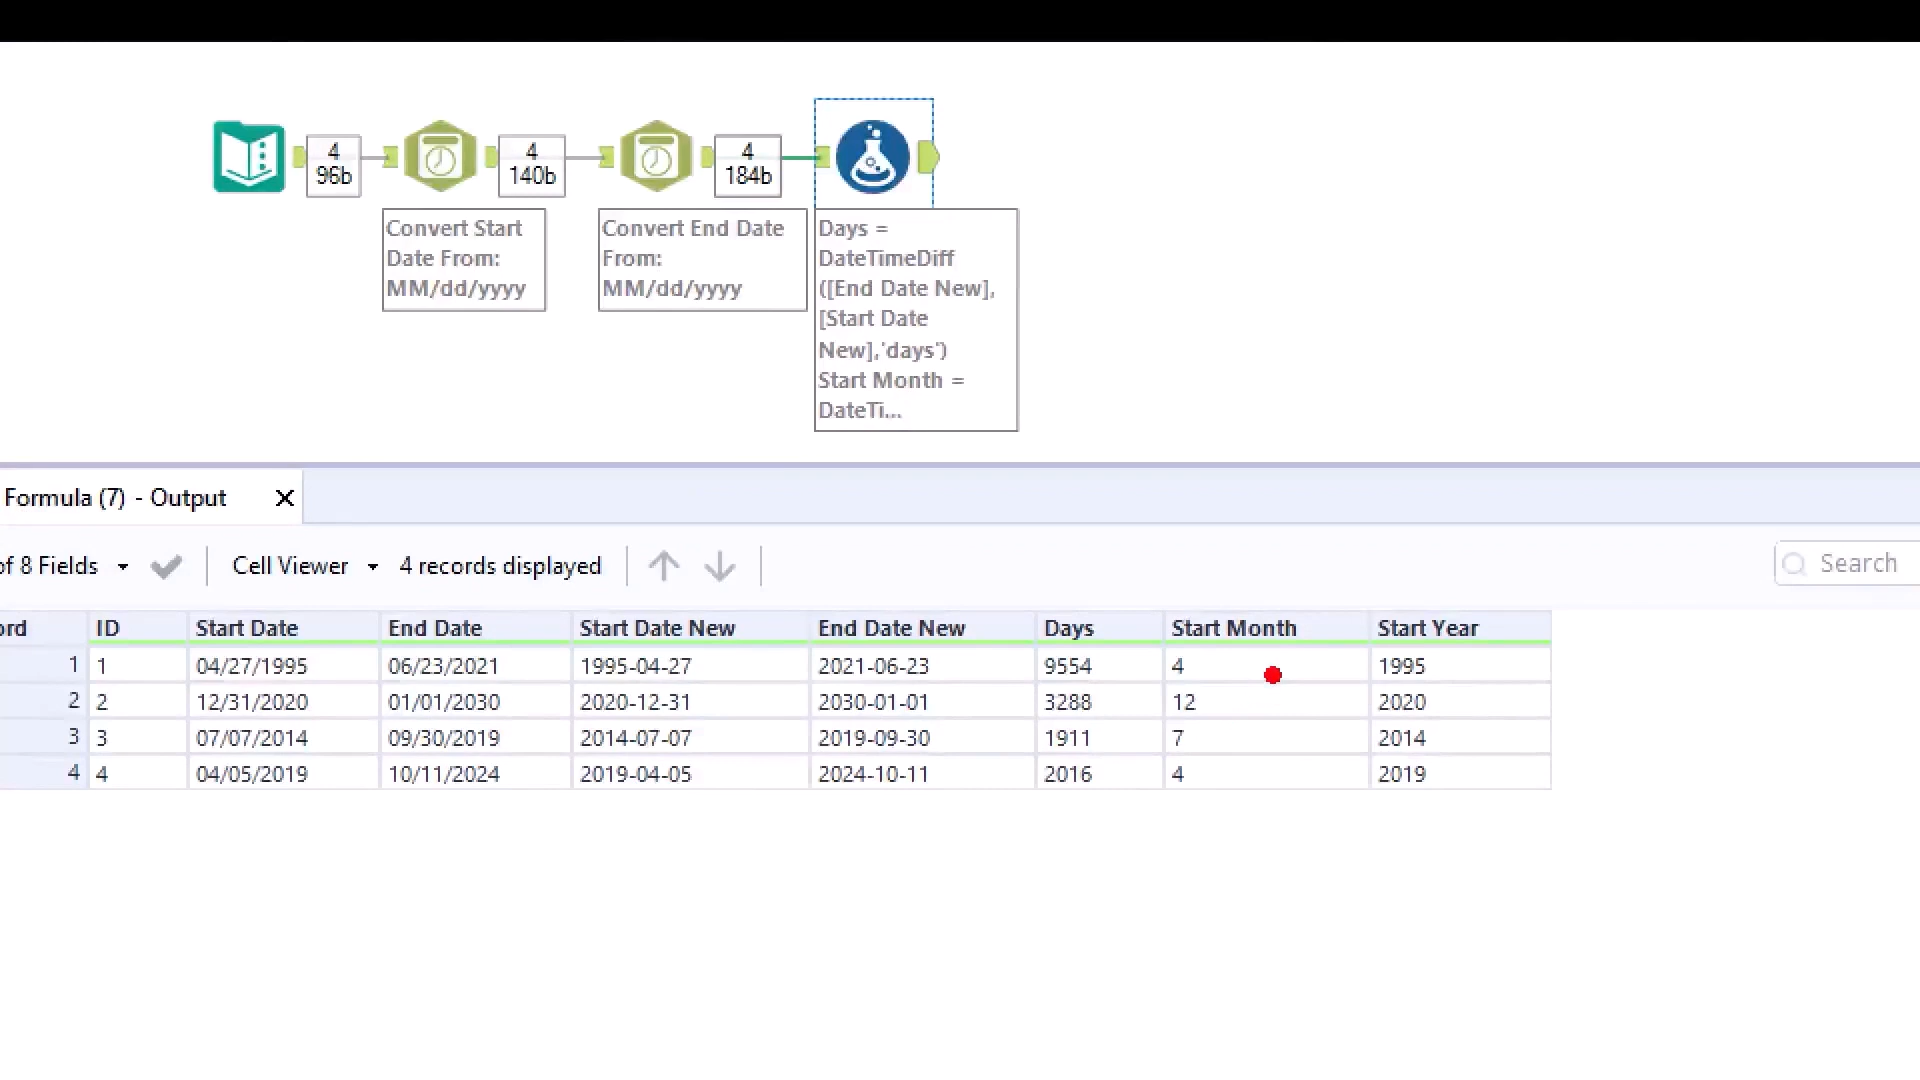 4
96b
4
140b
4
184b
Convert Start
Date From:
MM/dd/yyyy
Convert End Date
From:
MM/dd/yyyy
Days =
DateTimeDiff
([End Date New],
[Start Date
New],'days')
Start Month =
DateTi...
Formula (7) - Output
of 8 Fields Cell Viewer 4 records displayed Search
ord ID Start Date End Date Start Date New End Date New Days Start Month Start Year
1 1 04/27/1995 06/23/2021 1995-04-27 2021-06-23 9554 4 1995
2 2 12/31/2020 01/01/2030 2020-12-31 2030-01-01 3288 12 2020
3 3 07/07/2014 09/30/2019 2014-07-07 2019-09-30 1911 7 2014
4 4 04/05/2019 10/11/2024 2019-04-05 2024-10-11 2016 4 2019